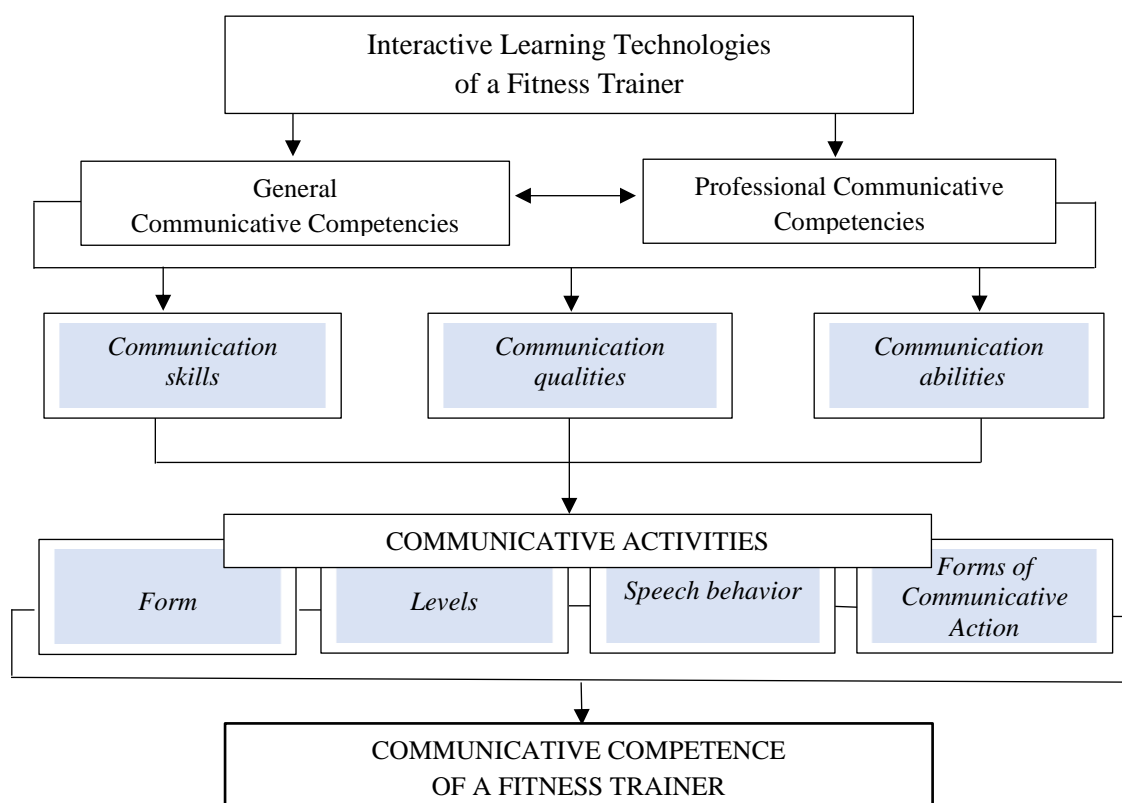 Interactive Learning Technologies
of a Fitness Trainer
General
Communicative Competencies
Professional Communicative
Competencies
Communication
skills
Communication
qualities
Communication
abilities
COMMUNICATIVE ACTIVITIES
Form
Levels
Speech behavior
Forms of
Communicative
Action
COMMUNICATIVE COMPETENCE
OF A FITNESS TRAINER